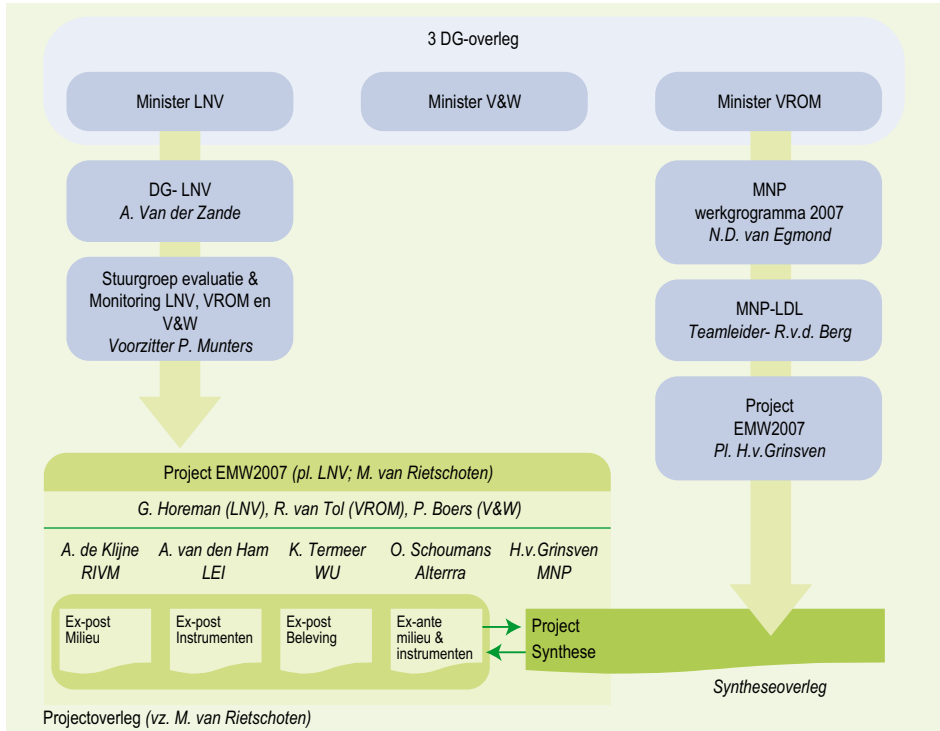 3 DG-overleg
Minister LNV
Minister V&W
Minister VROM
DG- LNV
A. Van der Zande
Stuurgroep evaluatie &
Monitoring LNV, VROM en
V&W
Voorzitter P. Munters
MNP
werkgrogramma 2007
N.D. van Egmond
MNP-LDL
Teamleider- R.v.d. Berg
Project
EMW2007
Pl. H.v.Grinsven
Project EMW2007 (pl. LNV; M. van Rietschoten)
G. Horeman (LNV), R. van Tol (VROM), P. Boers (V&W)
A. de Klijne
RIVM
A. van den Ham
LEI
K. Termeer
WU
O. Schoumans
Alterrra
H.v.Grinsven
MNP
Ex-post
Milieu
Ex-post
Instrumenten
Ex-post
Beleving
Ex-ante
milieu &
instrumenten
Project
Synthese
Syntheseoverleg
Projectoverleg (vz. M. van Rietschoten)